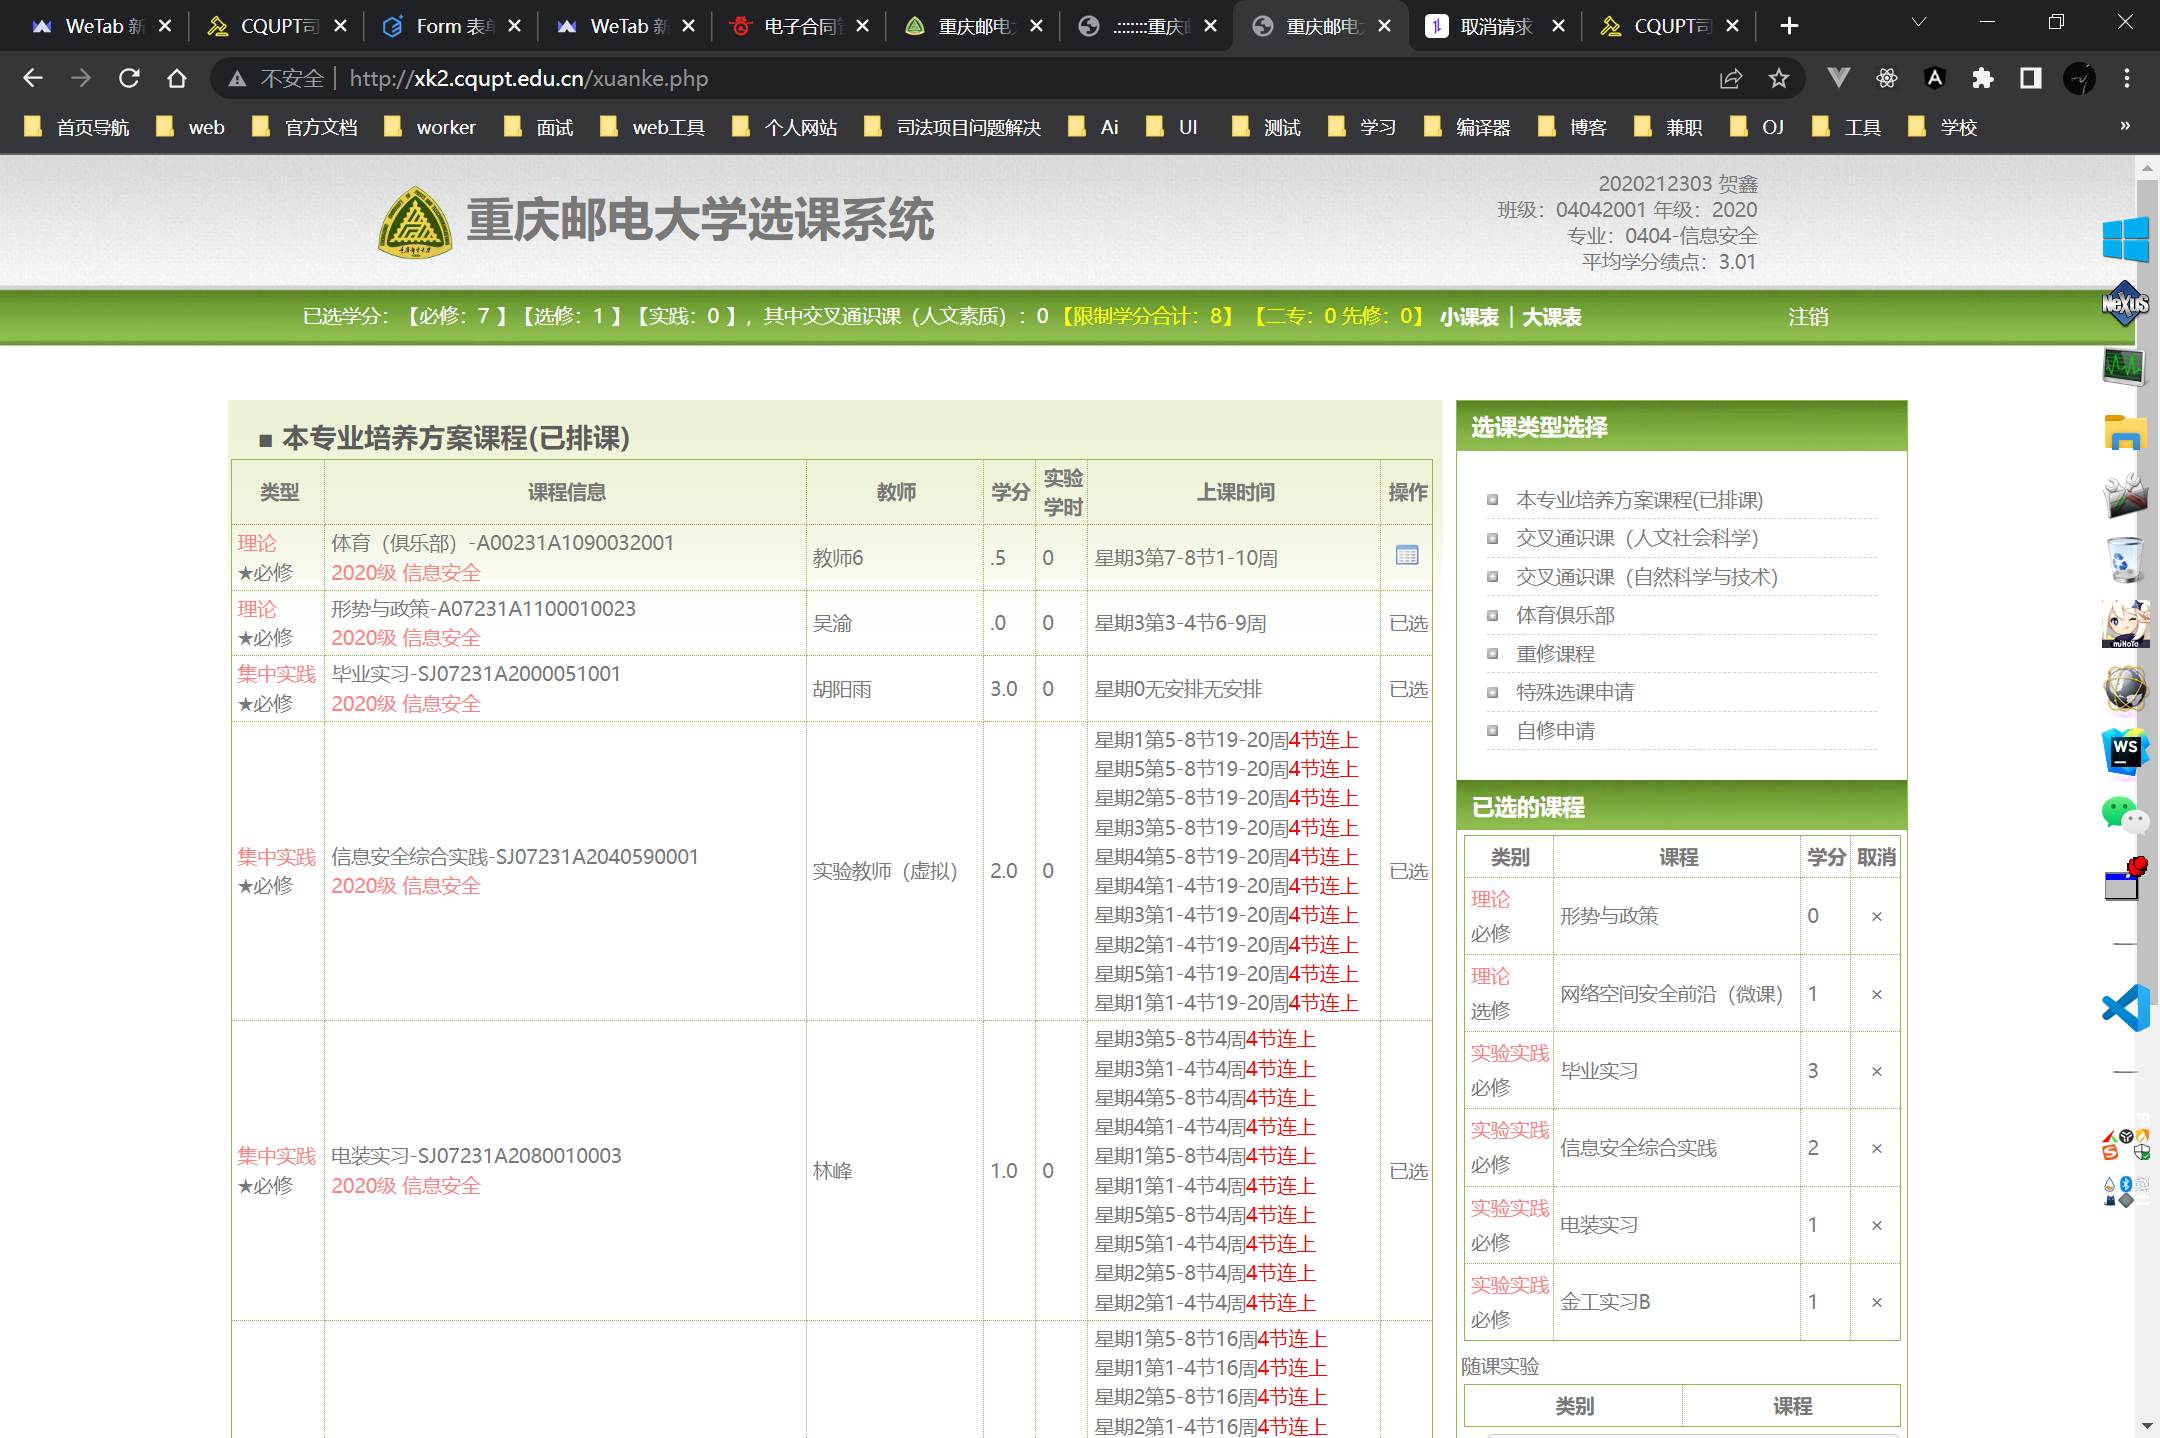 WeTab 新
CQUPT司
Form 表单
WeTab 新
电子合同管
重庆邮电大
.:::::::重庆邮
重庆邮电大
取消请求
CQUPT司
不安全
http://xk2.cqupt.edu.cn/xuanke.php
首页导航 web 官方文档 worker 面试 web工具 个人网站 司法项目问题解决 Ai UI 测试 学习 编译器 博客 兼职 OJ 工具 学校 »
重庆邮电大学选课系统
2020212303 贺鑫
班级：04042001 年级：2020
专业：0404-信息安全
平均学分绩点：3.01
已选学分：【必修：7 】【选修：1 】【实践：0 】，其中交叉通识课（人文素质）：0 【限制学分合计：8】 【二专：0 先修：0】 小课表 | 大课表 注销
■ 本专业培养方案课程(已排课)
类型 课程信息 教师 学分 实验学时 上课时间 操作
理论
★必修
体育（俱乐部）-A00231A1090032001
2020级 信息安全
教师6 .5 0 星期3第7-8节1-10周
理论
★必修
形势与政策-A07231A1100010023
2020级 信息安全
吴渝 .0 0 星期3第3-4节6-9周 已选
集中实践
★必修
毕业实习-SJ07231A2000051001
2020级 信息安全
胡阳雨 3.0 0 星期0无安排无安排 已选
集中实践
★必修
信息安全综合实践-SJ07231A2040590001
2020级 信息安全
实验教师（虚拟） 2.0 0
星期1第5-8节19-20周4节连上
星期5第5-8节19-20周4节连上
星期2第5-8节19-20周4节连上
星期3第5-8节19-20周4节连上
星期4第5-8节19-20周4节连上
星期4第1-4节19-20周4节连上
星期3第1-4节19-20周4节连上
星期2第1-4节19-20周4节连上
星期5第1-4节19-20周4节连上
星期1第1-4节19-20周4节连上
已选
集中实践
★必修
电装实习-SJ07231A2080010003
2020级 信息安全
林峰 1.0 0
星期3第5-8节4周4节连上
星期3第1-4节4周4节连上
星期4第5-8节4周4节连上
星期4第1-4节4周4节连上
星期1第5-8节4周4节连上
星期1第1-4节4周4节连上
星期5第5-8节4周4节连上
星期5第1-4节4周4节连上
星期2第5-8节4周4节连上
星期2第1-4节4周4节连上
已选
星期1第5-8节16周4节连上
星期1第1-4节16周4节连上
星期2第5-8节16周4节连上
星期2第1-4节16周4节连上
选课类型选择
本专业培养方案课程(已排课)
交叉通识课（人文社会科学）
交叉通识课（自然科学与技术）
体育俱乐部
重修课程
特殊选课申请
自修申请
已选的课程
类别 课程 学分 取消
理论
必修
形势与政策 0 ×
理论
选修
网络空间安全前沿（微课） 1 ×
实验实践
必修
毕业实习 3 ×
实验实践
必修
信息安全综合实践 2 ×
实验实践
必修
电装实习 1 ×
实验实践
必修
金工实习B 1 ×
随课实验
类别 课程
NeXuS
miHoYo
WS